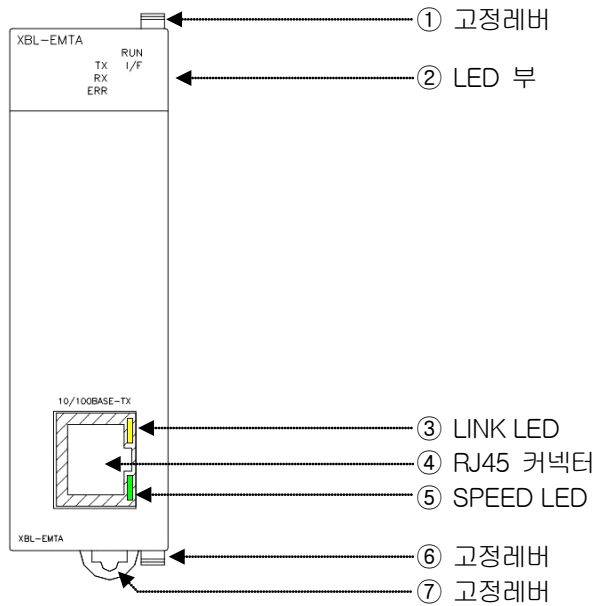 ① 고정레버
XBL-EMTA
RUN
TX I/F
RX
ERR
② LED 부
10/100BASE-TX
③ LINK LED
④ RJ45 커넥터
⑤ SPEED LED
XBL-EMTA
⑥ 고정레버
⑦ 고정레버